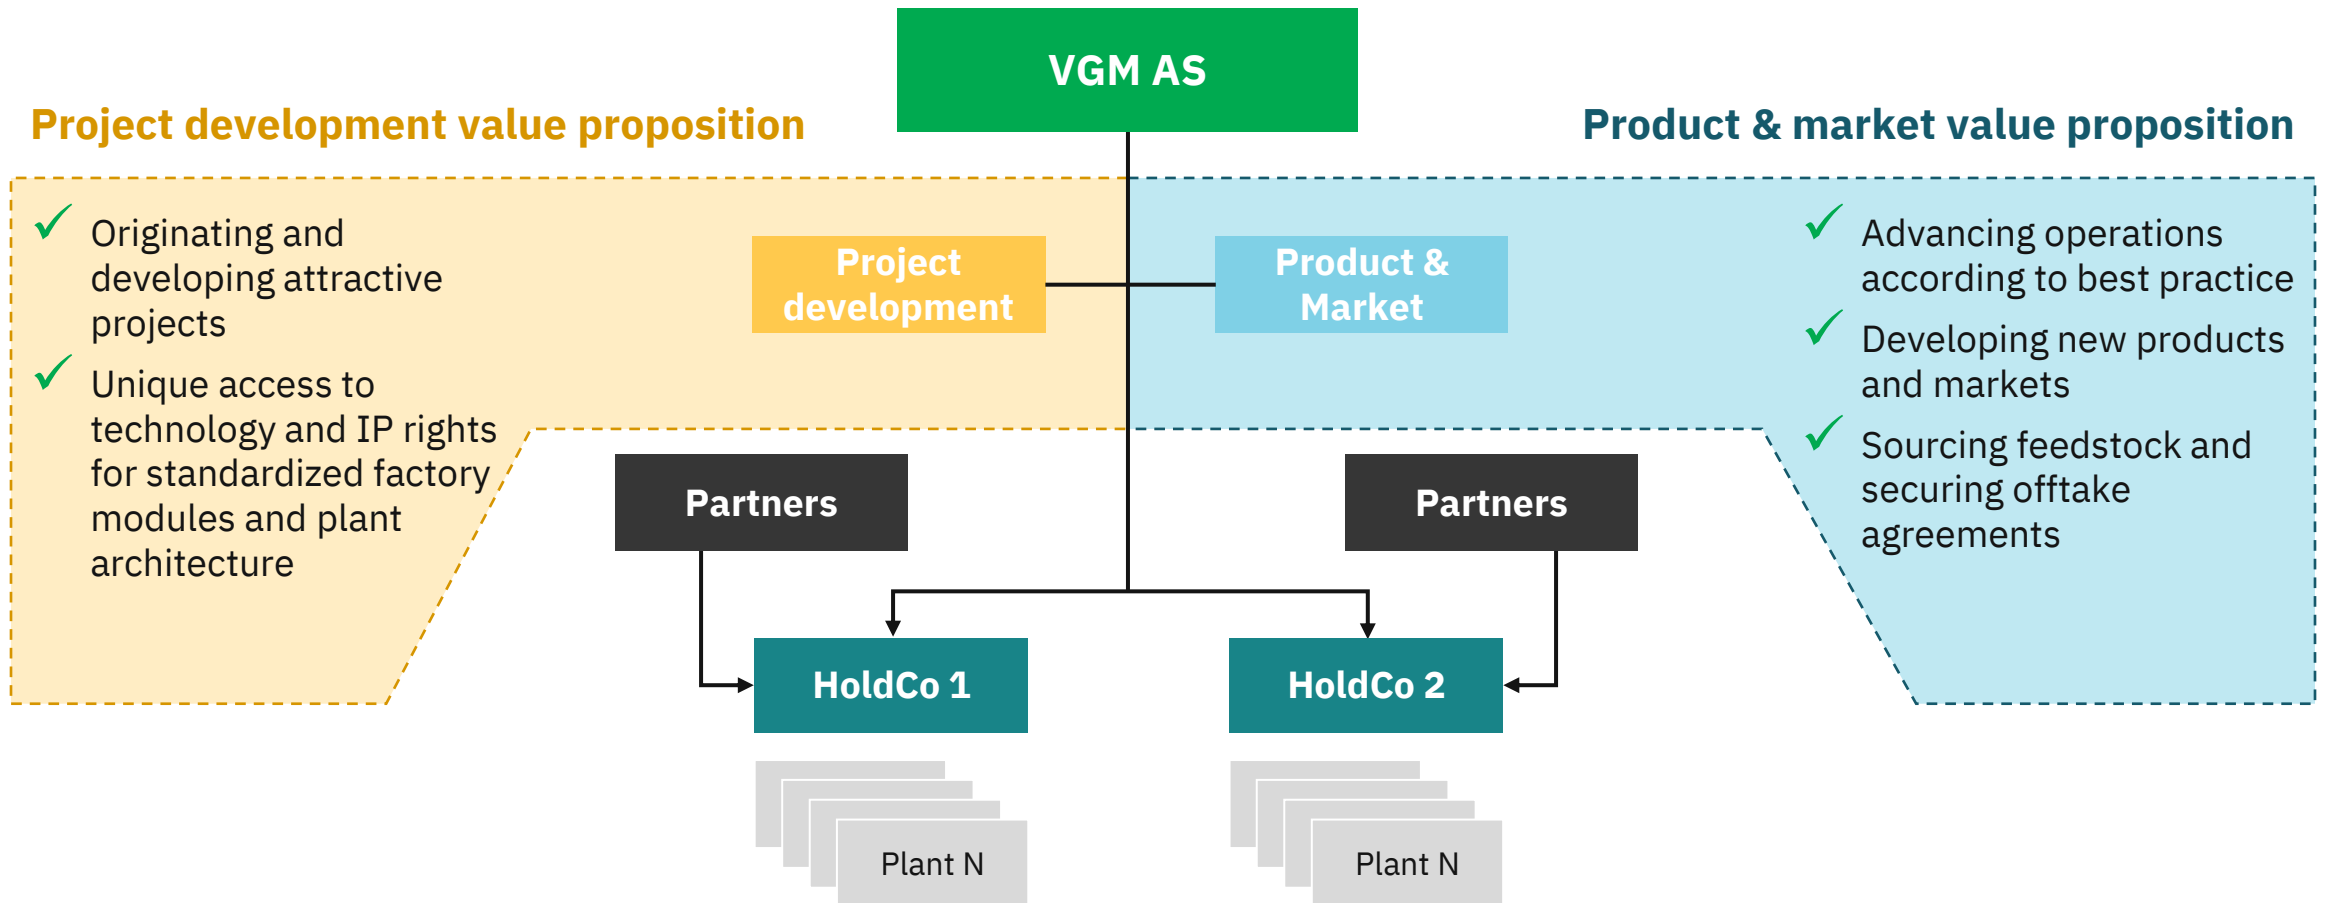 VGM AS
Project development value proposition
Product & market value proposition
Originating and
developing attractive
projects
Unique access to
technology and IP rights
for standardized factory
modules and plant
architecture
Project
development
Product &
Market
Advancing operations
according to best practice
Developing new products
and markets
Sourcing feedstock and
securing offtake
agreements
Partners
Partners
HoldCo 1
HoldCo 2
Plant N
Plant N